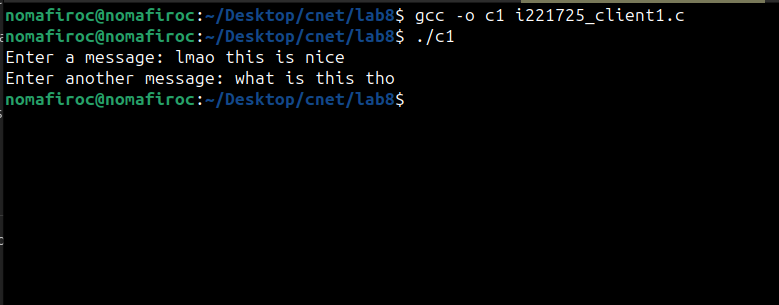 nomafiroc@nomafiroc:~/Desktop/cnet/lab8$ gcc -o c1 i221725_client1.c
nomafiroc@nomafiroc:~/Desktop/cnet/lab8$ ./c1
Enter a message: lmao this is nice
Enter another message: what is this tho
nomafiroc@nomafiroc:~/Desktop/cnet/lab8$